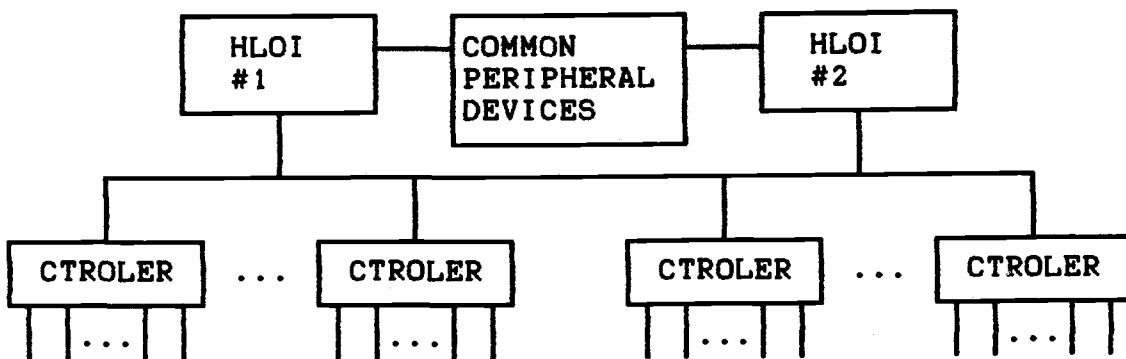 HLOI
#1
COMMON
PERIPHERAL
DEVICES
HLOI
#2
CTROLER
...
CTROLER
CTROLER
...
CTROLER
...
...
...
...